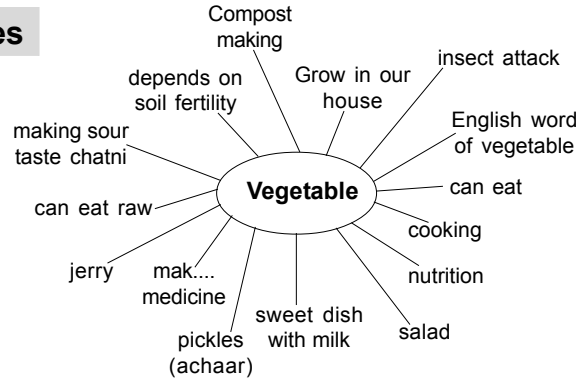 es
Compost
making
insect attack
depends on
soil fertility
Grow in our
house
English word
of vegetable
making sour
taste chatni
Vegetable
can eat
can eat raw
cooking
jerry
mak....
medicine
nutrition
pickles
(achaar)
sweet dish
with milk
salad